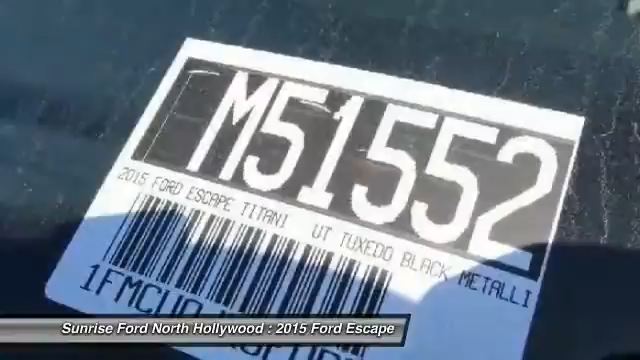 M51552
2015 FORD ESCAPE TITANI UT TUXEDO BLACK METALLI
Sunrise Ford North Hollywood : 2015 Ford Escape